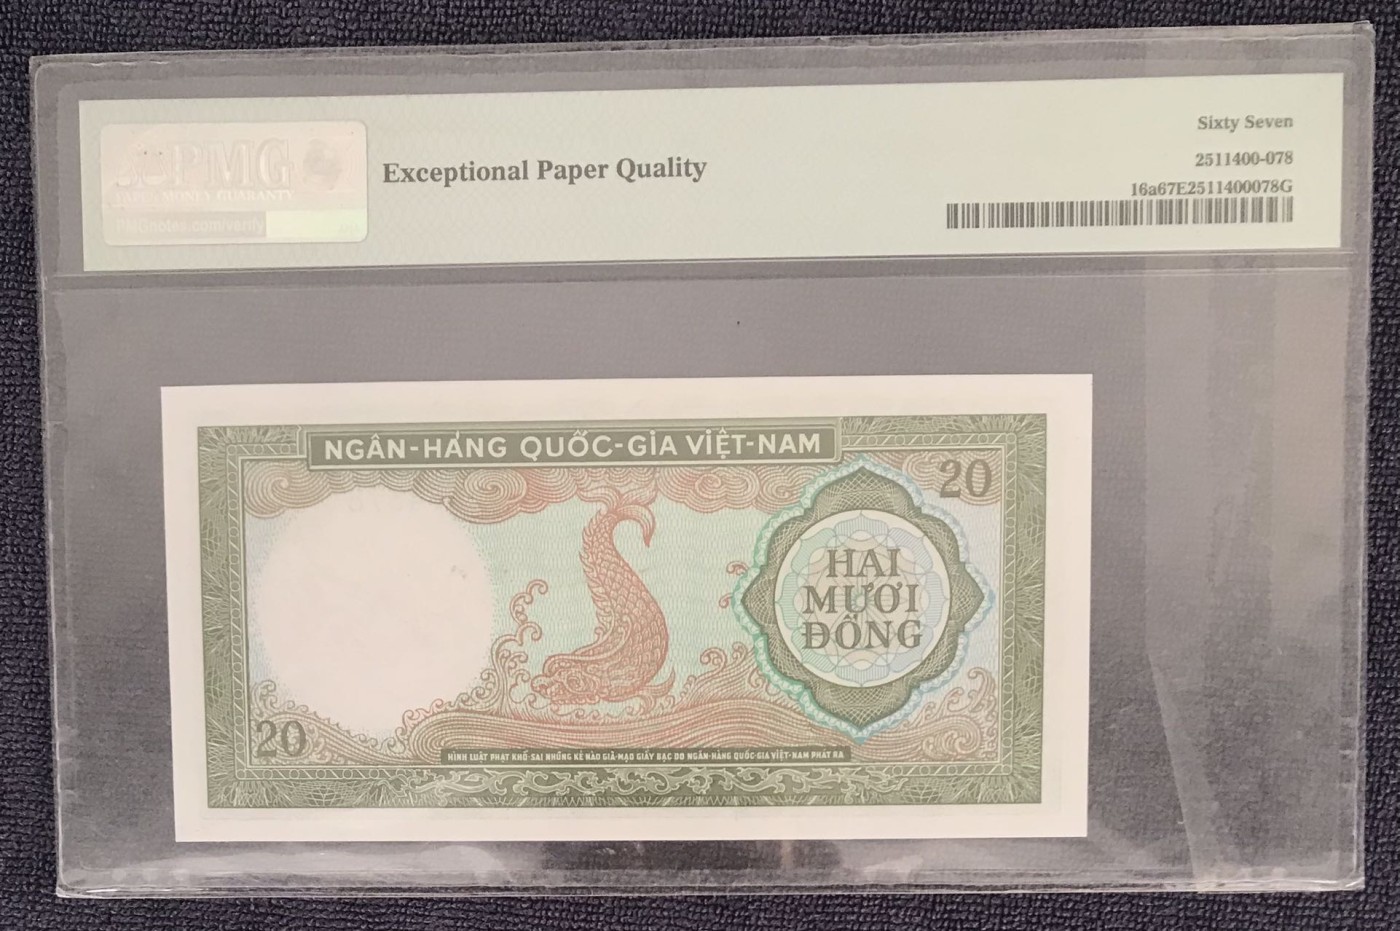 PMG
PAPER MONEY GUARANTY
PMGnotes.com/verify
Exceptional Paper Quality
Sixty Seven
2511400-078
16a67E2511400078G
NGÂN-HÀNG QUỐC-GIA VIỆT-NAM
20
HAI
MƯƠI
ĐỒNG
20
HÌNH LUẬT PHẠT KHỔ-SAI NHỮNG KẺ NÀO GIẢ-MẠO GIẤY BẠC DO NGÂN-HÀNG QUỐC-GIA VIỆT-NAM PHÁT RA